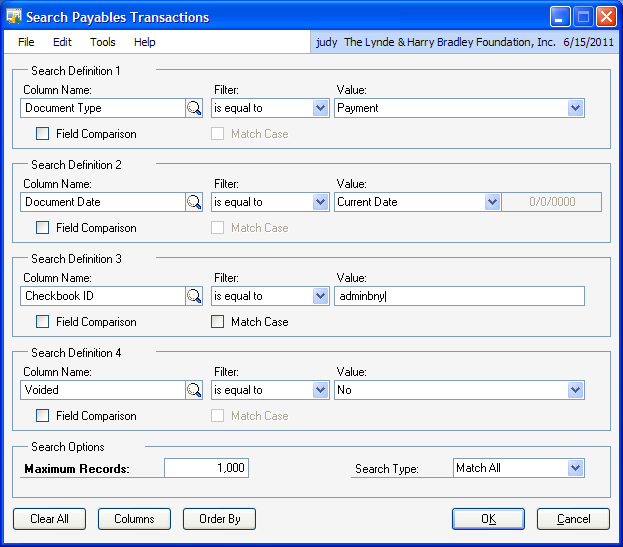 Search Payables Transactions
File Edit Tools Help judy The Lynde & Harry Bradley Foundation, Inc. 6/15/2011
Search Definition 1
Column Name: Filter: Value:
Document Type is equal to Payment
Field Comparison Match Case
Search Definition 2
Column Name: Filter: Value:
Document Date is equal to Current Date 0/0/0000
Field Comparison Match Case
Search Definition 3
Column Name: Filter: Value:
Checkbook ID is equal to adminbny
Field Comparison Match Case
Search Definition 4
Column Name: Filter: Value:
Voided is equal to No
Field Comparison Match Case
Search Options
Maximum Records: 1,000 Search Type: Match All
Clear All Columns Order By OK Cancel